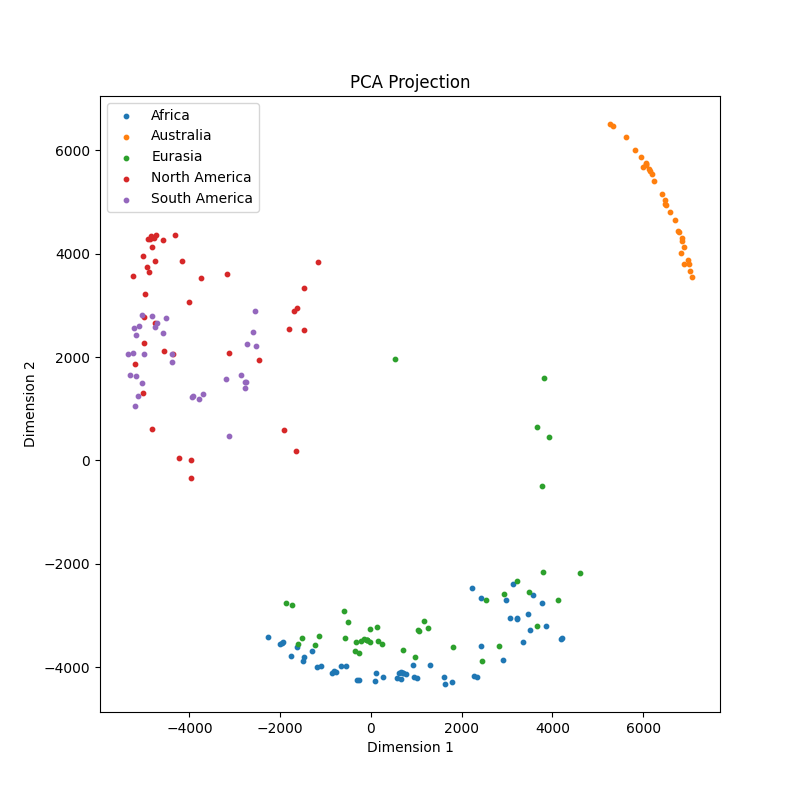 PCA Projection
Africa
Australia
Eurasia
North America
South America
6000
4000
2000
0
−2000
−4000
Dimension 2
−4000 −2000 0 2000 4000 6000
Dimension 1